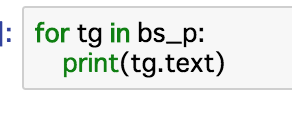 ]:
for tg in bs_p:
    print(tg.text)